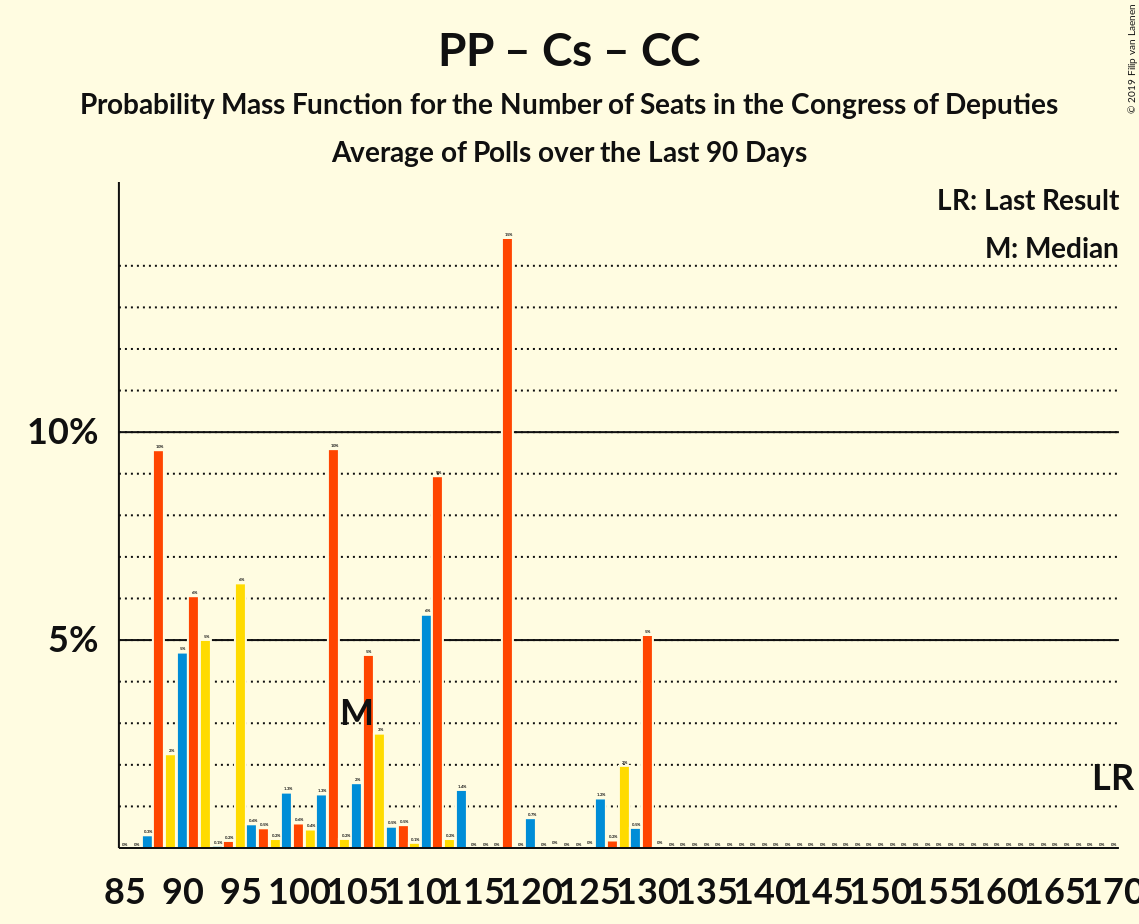 PP – Cs – CC
Probability Mass Function for the Number of Seats in the Congress of Deputies
Average of Polls over the Last 90 Days
© 2019 Filip van Laenen
LR: Last Result
M: Median
10%
5%
M
LR
85 90 95 100 105 110 115 120 125 130 135 140 145 150 155 160 165 170